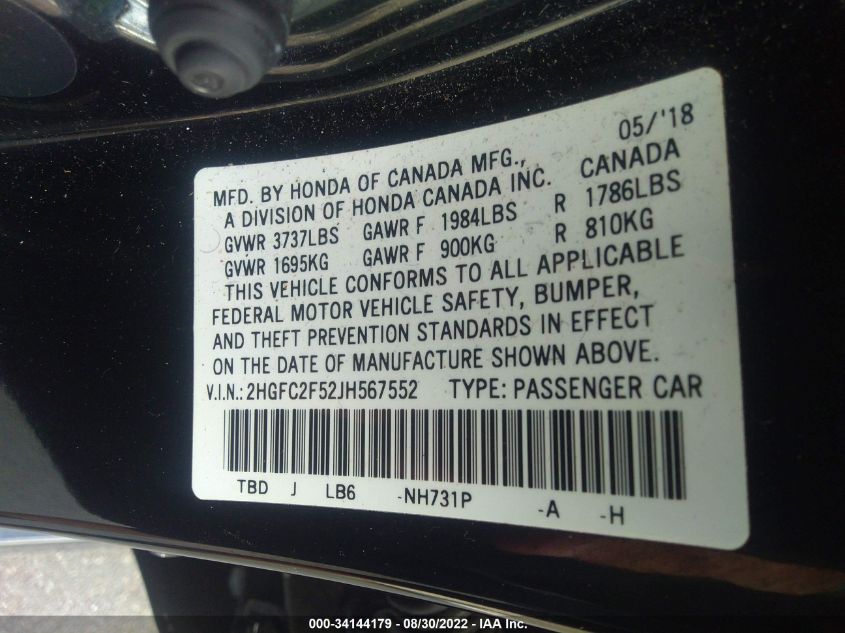 05/'18
MFD. BY HONDA OF CANADA MFG.,
A DIVISION OF HONDA CANADA INC. CANADA
GVWR 3737LBS GAWR F 1984LBS R 1786LBS
GVWR 1695KG GAWR F 900KG R 810KG
THIS VEHICLE CONFORMS TO ALL APPLICABLE
FEDERAL MOTOR VEHICLE SAFETY, BUMPER,
AND THEFT PREVENTION STANDARDS IN EFFECT
ON THE DATE OF MANUFACTURE SHOWN ABOVE.
V.I.N.: 2HGFC2F52JH567552 TYPE: PASSENGER CAR
TBD J LB6 -NH731P -A -H
000-34144179 - 08/30/2022 - IAA Inc.